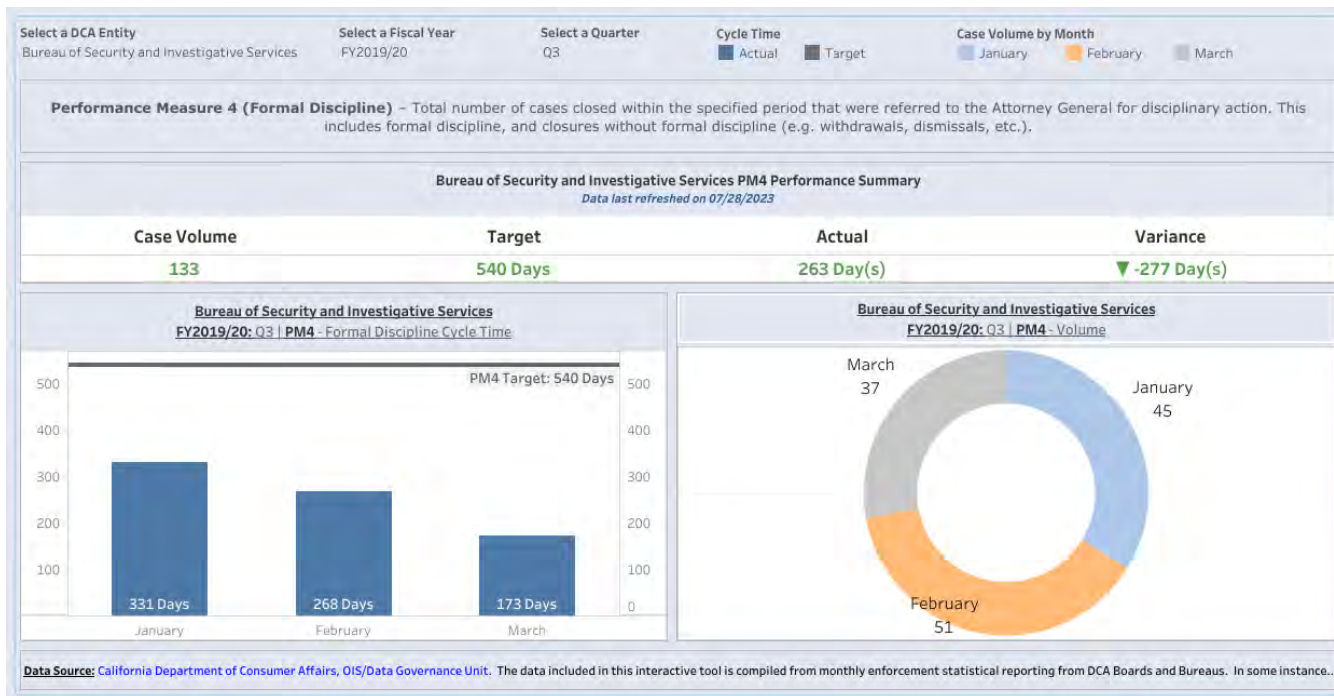 Select a DCA Entity
Bureau of Security and Investigative Services
Select a Fiscal Year
FY2019/20
Select a Quarter
Q3
Cycle Time
Actual Target
Case Volume by Month
January February March
Performance Measure 4 (Formal Discipline) – Total number of cases closed within the specified period that were referred to the Attorney General for disciplinary action. This
includes formal discipline, and closures without formal discipline (e.g. withdrawals, dismissals, etc.).
Bureau of Security and Investigative Services PM4 Performance Summary
Data last refreshed on 07/28/2023
Case Volume Target Actual Variance
133 540 Days 263 Day(s) ▼ -277 Day(s)
Bureau of Security and Investigative Services
FY2019/20: Q3 | PM4 - Formal Discipline Cycle Time
PM4 Target: 540 Days
500 500
400 400
300 300
200 200
100 100
0
331 Days 268 Days 173 Days
January February March
Bureau of Security and Investigative Services
FY2019/20: Q3 | PM4 - Volume
March
37
January
45
February
51
Data Source: California Department of Consumer Affairs, OIS/Data Governance Unit. The data included in this interactive tool is compiled from monthly enforcement statistical reporting from DCA Boards and Bureaus. In some instance...